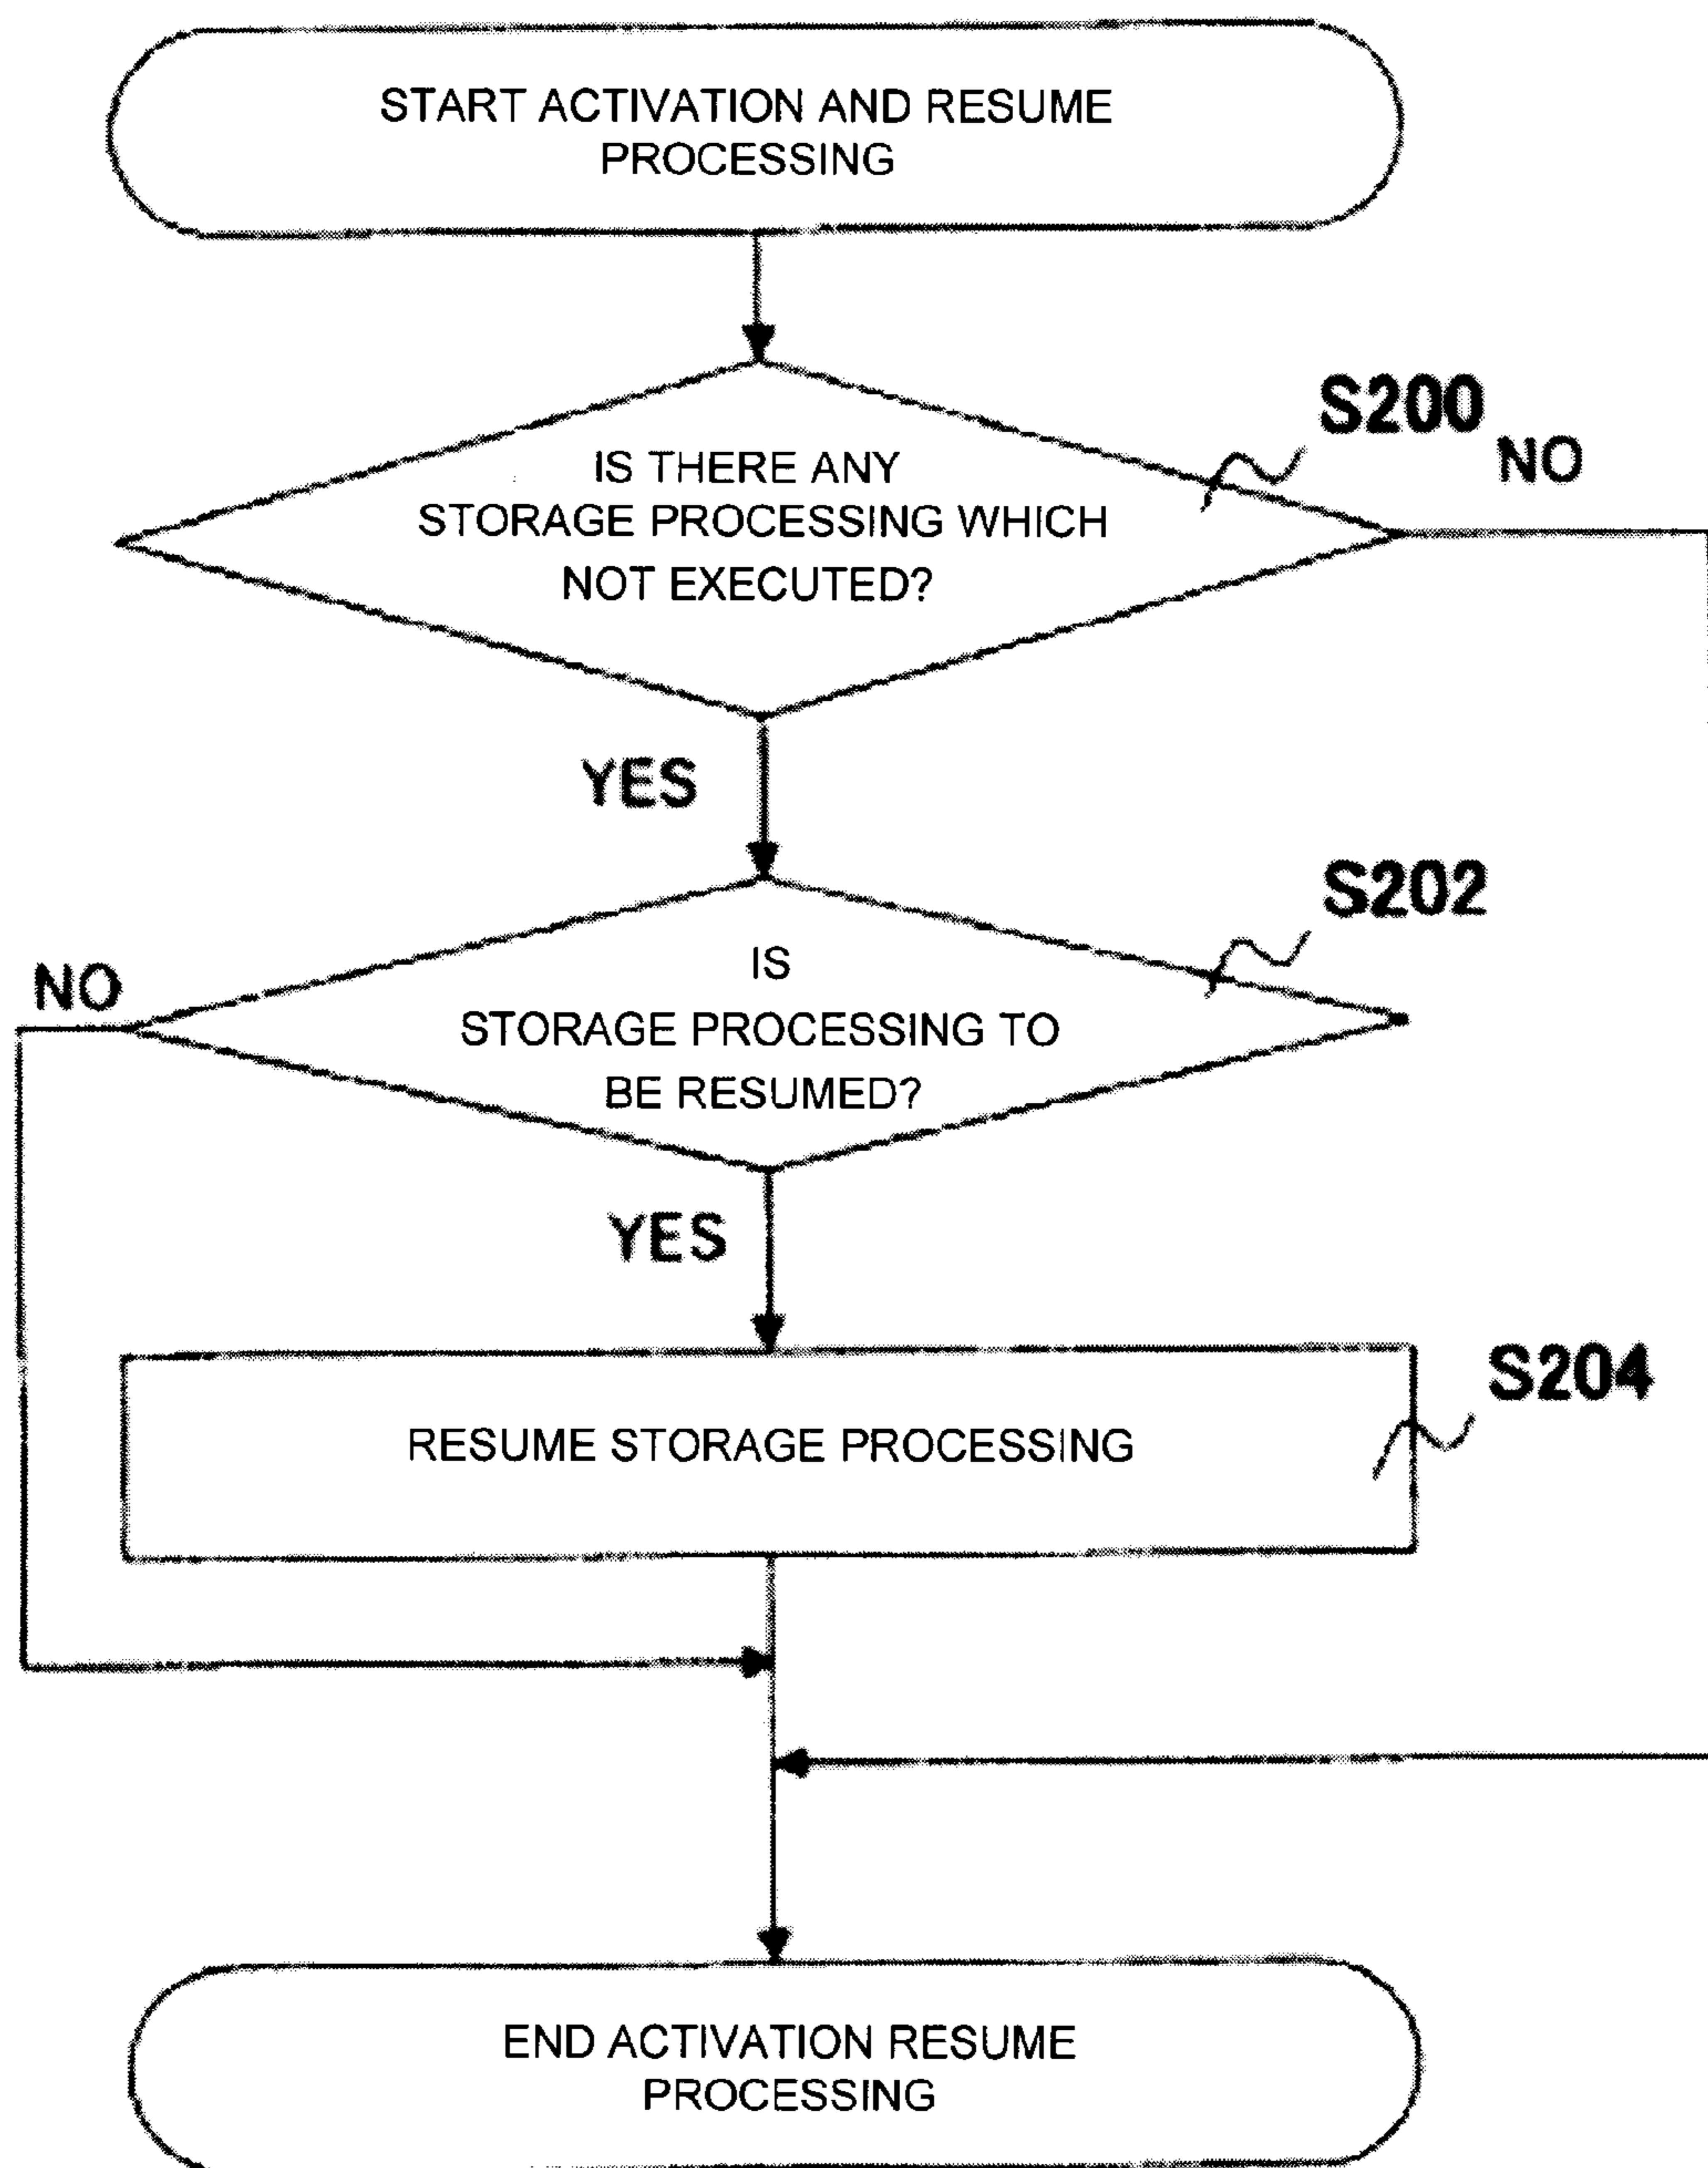 START ACTIVATION AND RESUME
PROCESSING
S200
NO
IS THERE ANY
STORAGE PROCESSING WHICH
NOT EXECUTED?
YES
S202
NO
IS
STORAGE PROCESSING TO
BE RESUMED?
YES
S204
RESUME STORAGE PROCESSING
END ACTIVATION RESUME
PROCESSING